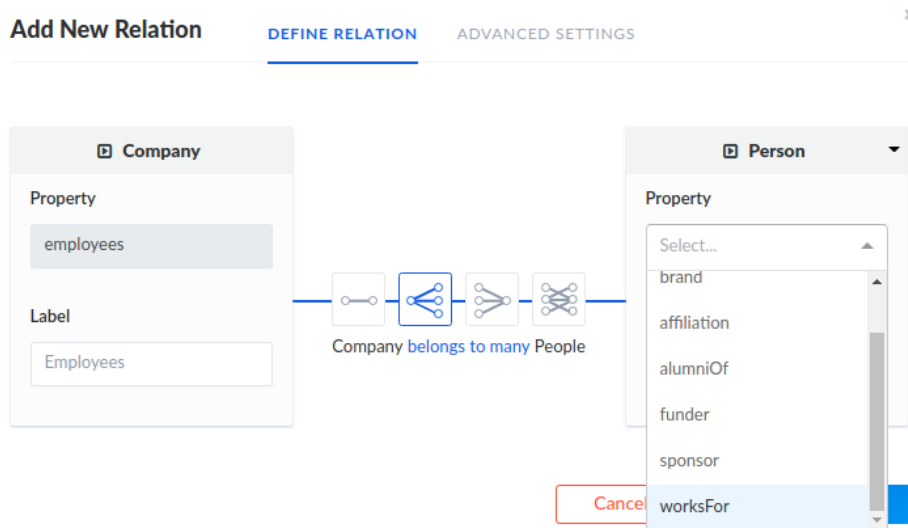 Add New Relation
DEFINE RELATION
ADVANCED SETTINGS
Company
Property
employees
Label
Employees
Company belongs to many People
Person
Property
Select...
brand
affiliation
alumniOf
funder
sponsor
worksFor
Cancel